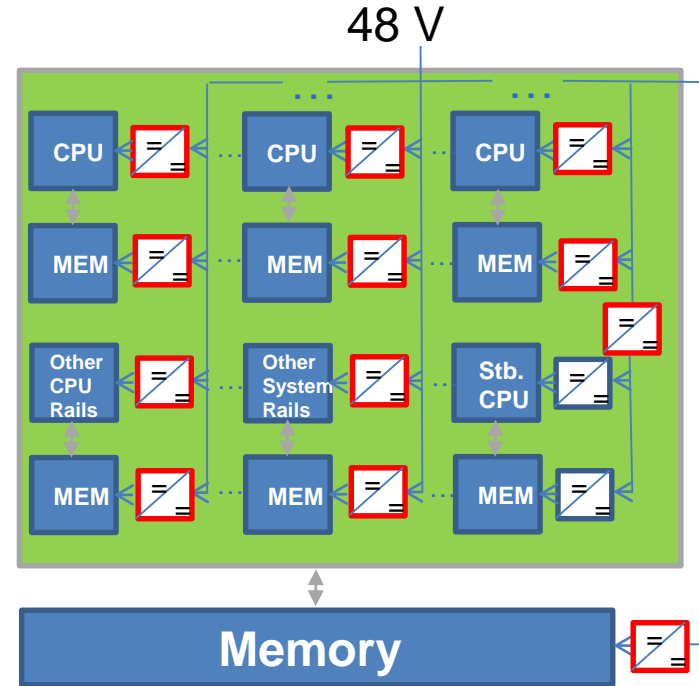 48 V
... ...
CPU = = ... CPU = = ... CPU = =
MEM = = ... MEM = = ... MEM = =
= =
Other
CPU
Rails
= = ...
Other
System
Rails
= = ...
Stb.
CPU
= =
MEM = = ... MEM = = ... MEM = =
Memory = =